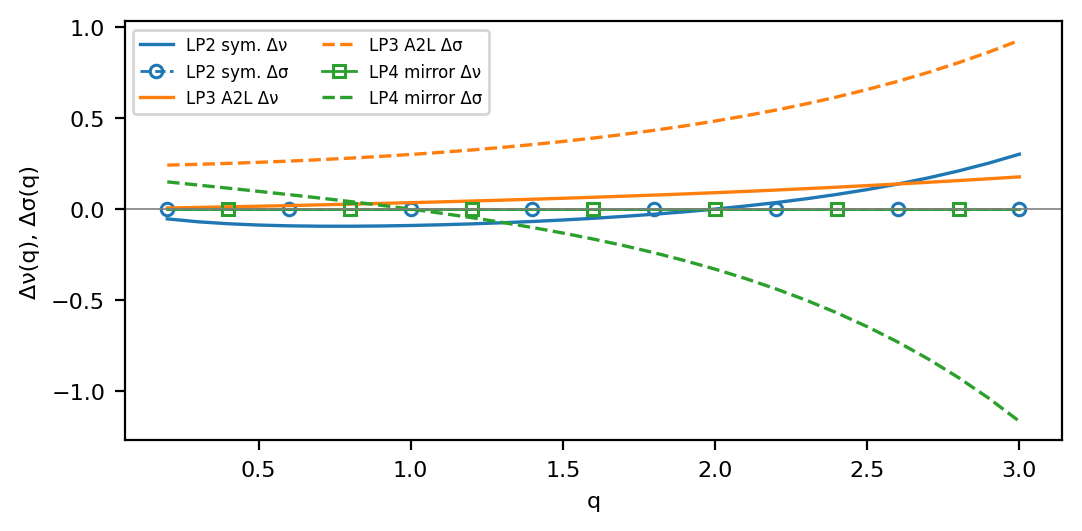 1.0
0.5
0.0
−0.5
−1.0
Δν(q), Δσ(q)
LP2 sym. Δν
LP2 sym. Δσ
LP3 A2L Δν
LP3 A2L Δσ
LP4 mirror Δν
LP4 mirror Δσ
0.5 1.0 1.5 2.0 2.5 3.0
q